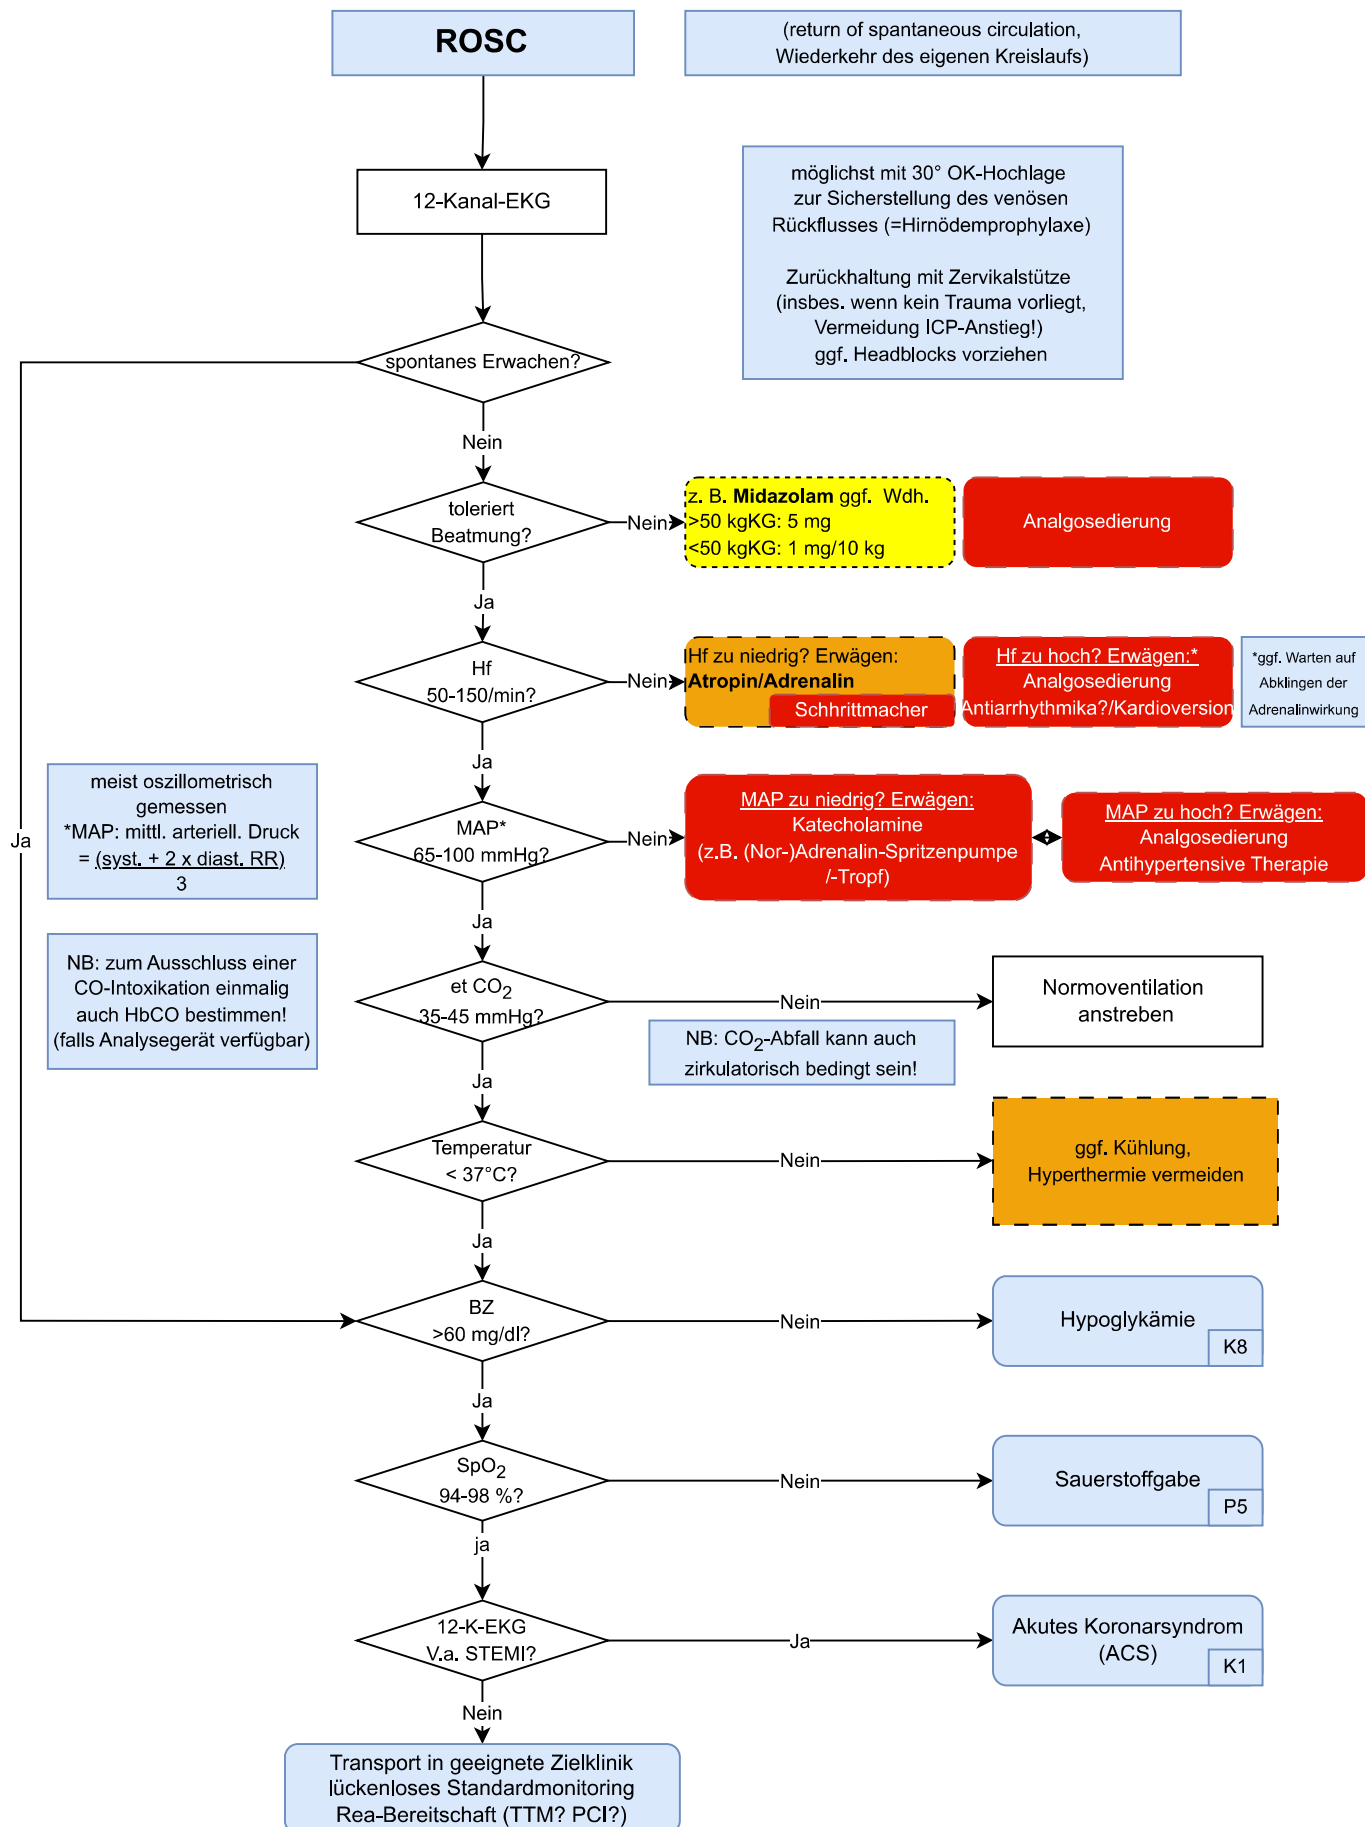 ROSC
(return of spontaneous circulation,
Wiederkehr des eigenen Kreislaufs)
12-Kanal-EKG
möglichst mit 30° OK-Hochlage
zur Sicherstellung des venösen
Rückflusses (=Hirnödemprophylaxe)
Zurückhaltung mit Zervikalstütze
(insbes. wenn kein Trauma vorliegt,
Vermeidung ICP-Anstieg!)
ggf. Headblocks vorziehen
spontanes Erwachen?
Nein
toleriert
Beatmung?
Nein
z. B. Midazolam ggf. Wdh.
>50 kgKG: 5 mg
<50 kgKG: 1 mg/10 kg
Analgosedierung
Ja
Hf
50-150/min?
Nein
Hf zu niedrig? Erwägen:
Atropin/Adrenalin
Schhrittmacher
Hf zu hoch? Erwägen:*
Analgosedierung
Antiarrhythmika?/Kardioversion
*ggf. Warten auf
Abklingen der
Adrenalinwirkung
Ja
Ja
meist oszillometrisch
gemessen
*MAP: mittl. arteriell. Druck
= (syst. + 2 x diast. RR)
3
MAP*
65-100 mmHg?
Nein
MAP zu niedrig? Erwägen:
Katecholamine
(z.B. (Nor-)Adrenalin-Spritzenpumpe
/-Tropf)
MAP zu hoch? Erwägen:
Analgosedierung
Antihypertensive Therapie
Ja
NB: zum Ausschluss einer
CO-Intoxikation einmalig
auch HbCO bestimmen!
(falls Analysegerät verfügbar)
et CO₂
35-45 mmHg?
Nein
Normoventilation
anstreben
NB: CO₂-Abfall kann auch
zirkulatorisch bedingt sein!
Ja
Temperatur
< 37°C?
Nein
ggf. Kühlung,
Hyperthermie vermeiden
Ja
BZ
>60 mg/dl?
Nein
Hypoglykämie
K8
Ja
SpO₂
94-98 %?
Nein
Sauerstoffgabe
P5
ja
12-K-EKG
V.a. STEMI?
Ja
Akutes Koronarsyndrom
(ACS)
K1
Nein
Transport in geeignete Zielklinik
lückenloses Standardmonitoring
Rea-Bereitschaft (TTM? PCI?)